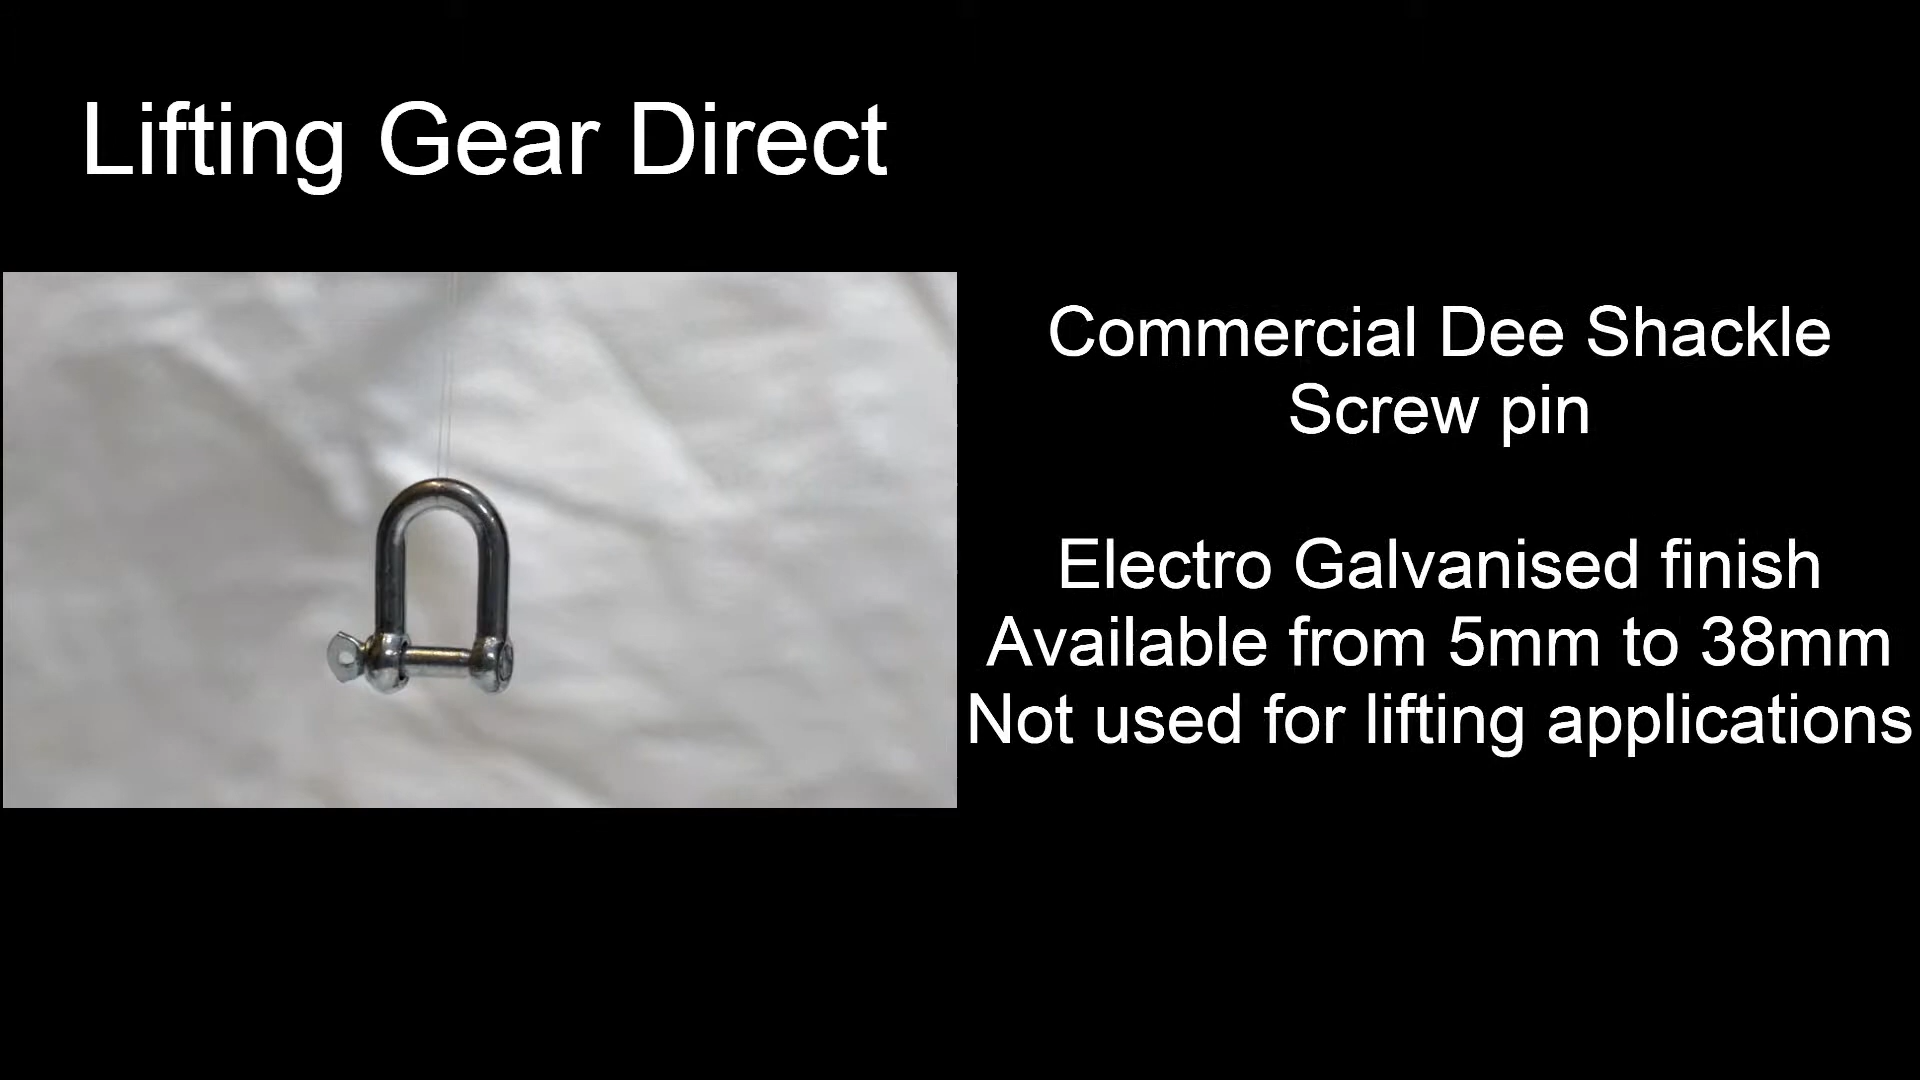 Lifting Gear Direct
Commercial Dee Shackle
Screw pin
Electro Galvanised finish
Available from 5mm to 38mm
Not used for lifting applications